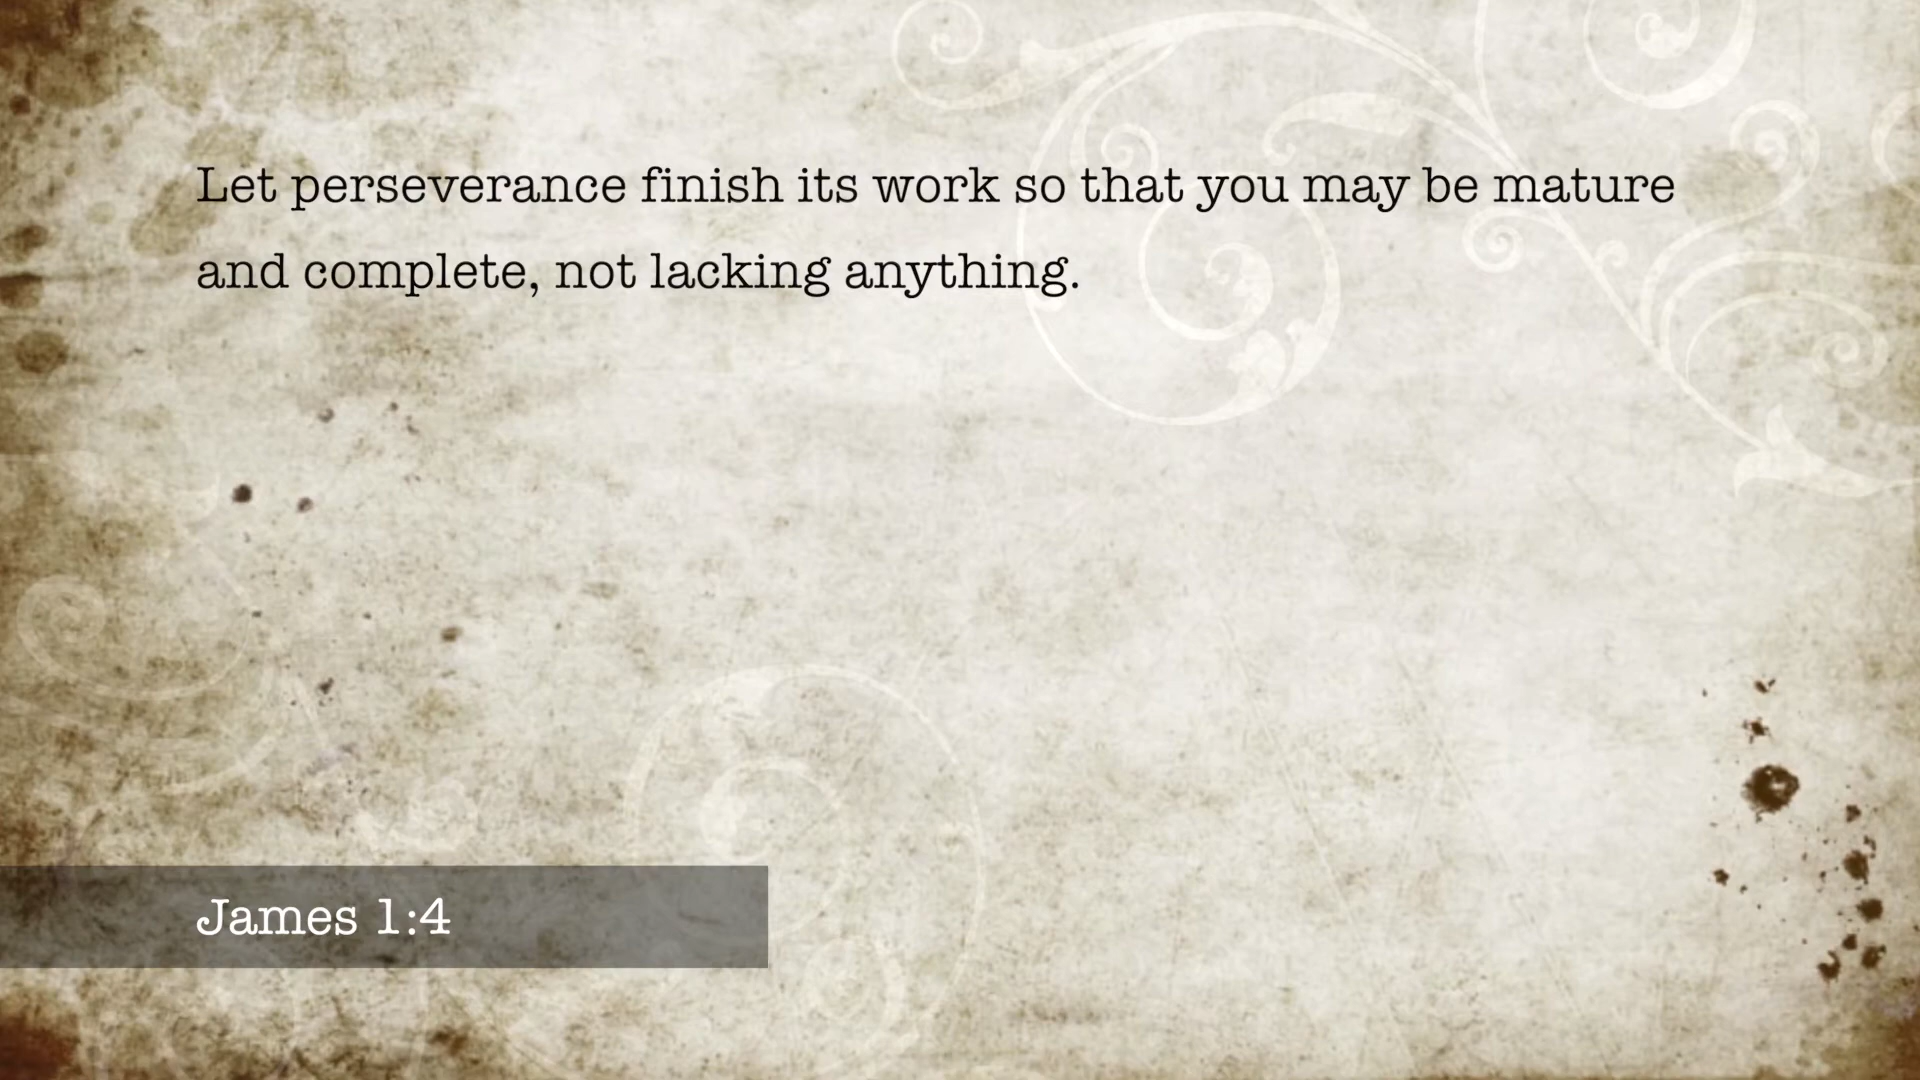 Let perseverance finish its work so that you may be mature
and complete, not lacking anything.
James 1:4